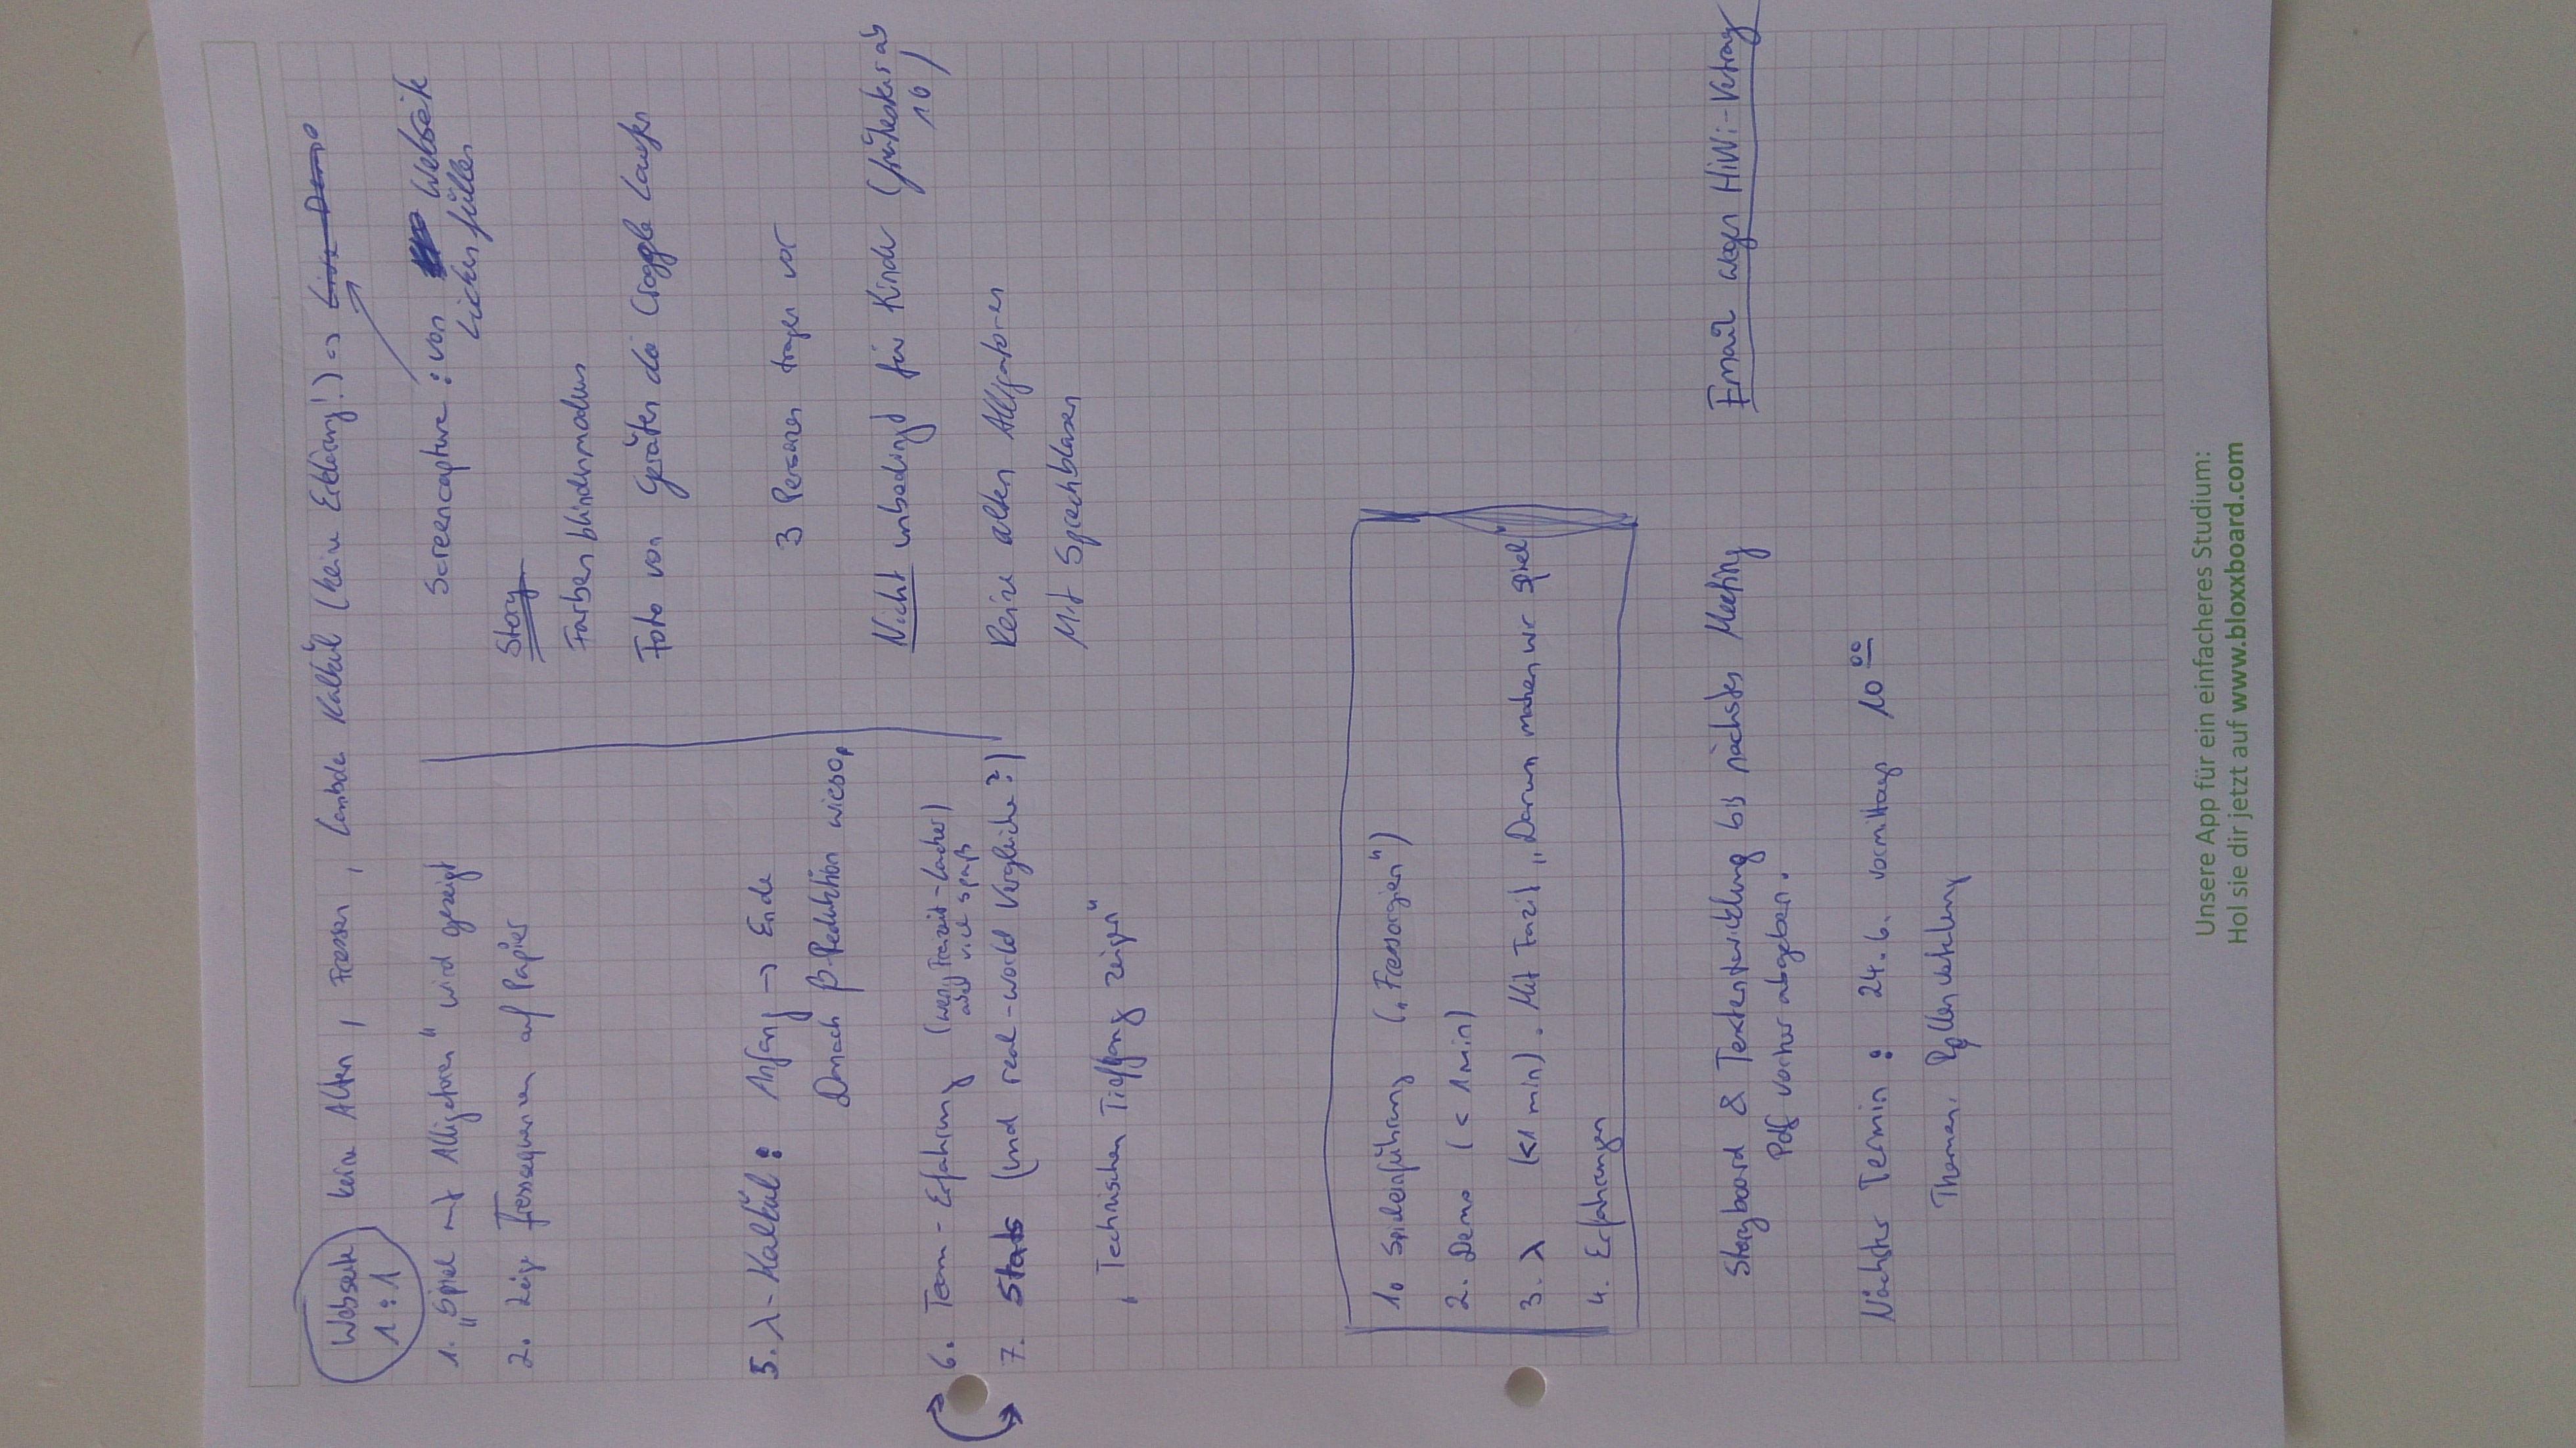 Webseite keine Alten, Fressen, Lambda Kalkül (keine Erklärung!) => Live Demo
1:1
1. „Spiel mit Alligatoren" wird gezeigt
2. Zeige Fresssequenzen auf Papier
5. λ-Kalkül: Anfang → Ende
Danach β-Reduktion wieso,
6. Team-Erfahrung (wenig Freizeit-Lacher)
aber viel Spaß
7. Stats (und real-world Vergleiche?)
„Technischen Tiefgang zeigen"
Screencapture: von Webseite
Lücken füllen
Story
Farbenblindenmodus
Foto von Geräten die Croggle laufen
3 Personen tragen vor
Nicht unbedingt für Kinder (frühestens ab
10)
Keine alten Alligatoren
Mit Sprechblasen
1. Spieleinführung („Fressorgien")
2. Demo (< 1min)
3. λ (<1 min). Mit Fazit „Darum machen wir Spiel"
4. Erfahrungen
Storyboard & Textentwicklung bis nächstes Meeting
Pdf vorher abgeben.
Email wegen HiWi-Vertrag
Nächster Termin: 24.6. vormittags 10 00
Themen: Rollenverteilung
Unsere App für ein einfacheres Studium:
Hol sie dir jetzt auf www.bloxxboard.com